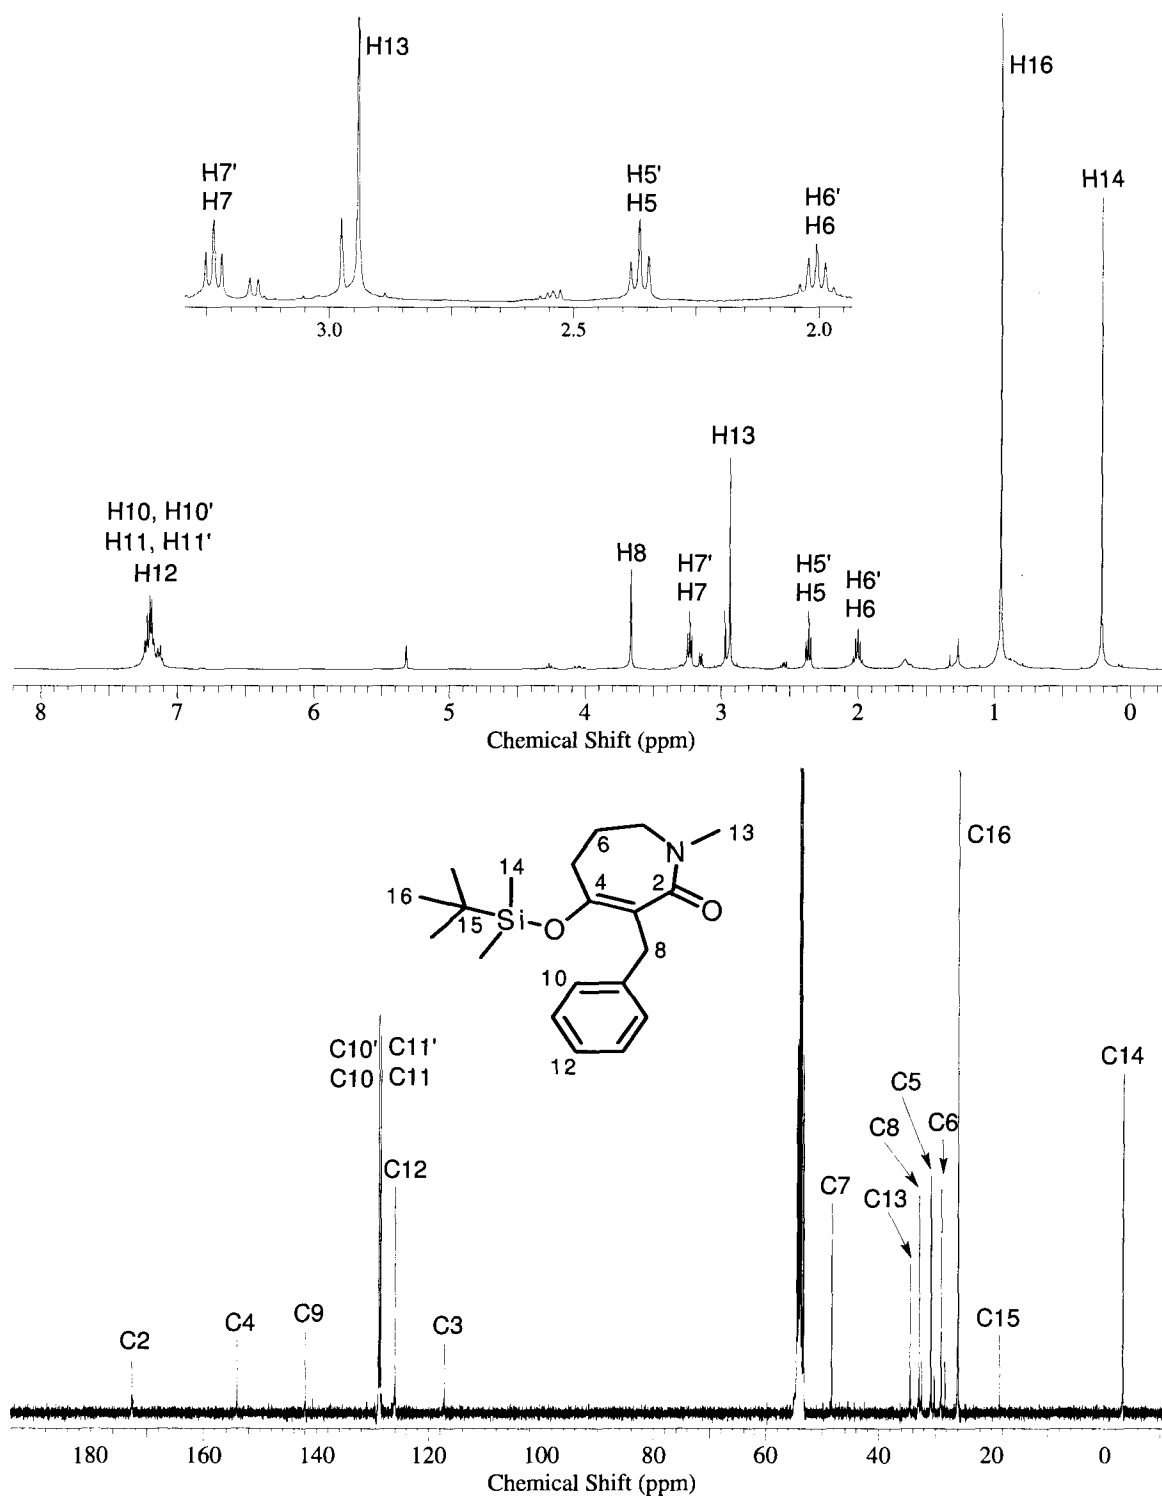 H13
H16
H7'
H7
H5'
H5
H6'
H6
H14
3.0 2.5 2.0
H13
H10, H10'
H11, H11'
H12
H8
H7'
H7
H5'
H5
H6'
H6
8 7 6 5 4 3 2 1 0
Chemical Shift (ppm)
C16
6
N
13
14
16
4
2
15
Si
O
O
8
10
12
C10' C11'
C10 C11
C12
C5
C8
C6
C14
C7
C13
C2
C4
C9
C3
C15
180 160 140 120 100 80 60 40 20 0
Chemical Shift (ppm)